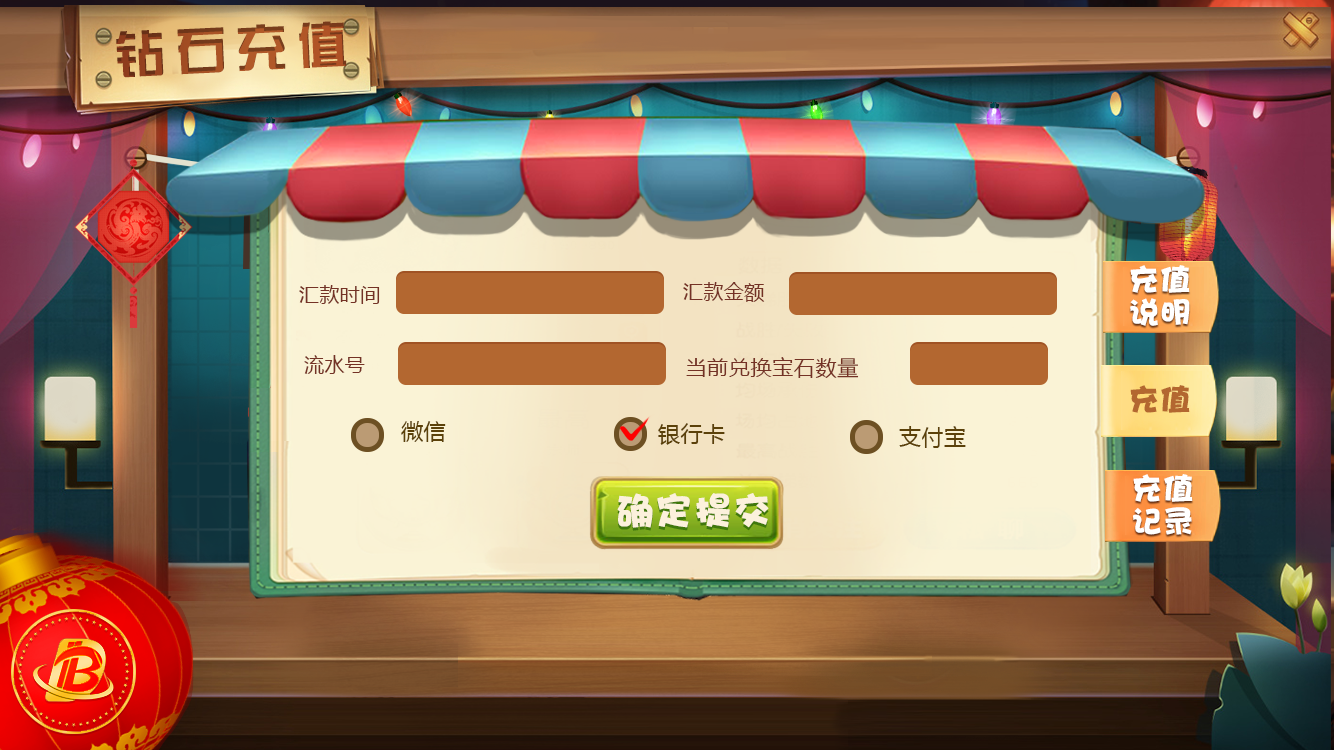 钻石充值
汇款时间
汇款金额
流水号
当前兑换宝石数量
微信
银行卡
支付宝
确定提交
充值
说明
充值
充值
记录
B